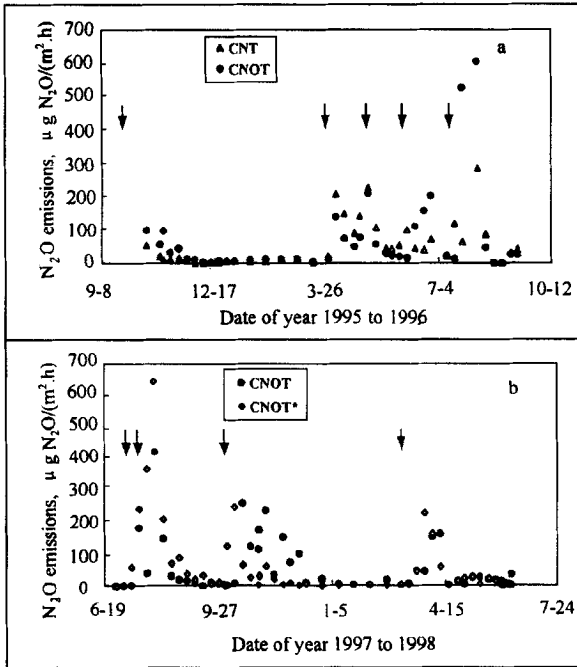 a
CNT
CNOT
N₂O emissions, μg N₂O/(m².h)
700
600
500
400
300
200
100
0
9-8 12-17 3-26 7-4 10-12
Date of year 1995 to 1996
b
CNOT
CNOT*
N₂O emissions, μg N₂O/(m².h)
700
600
500
400
300
200
100
0
6-19 9-27 1-5 4-15 7-24
Date of year 1997 to 1998